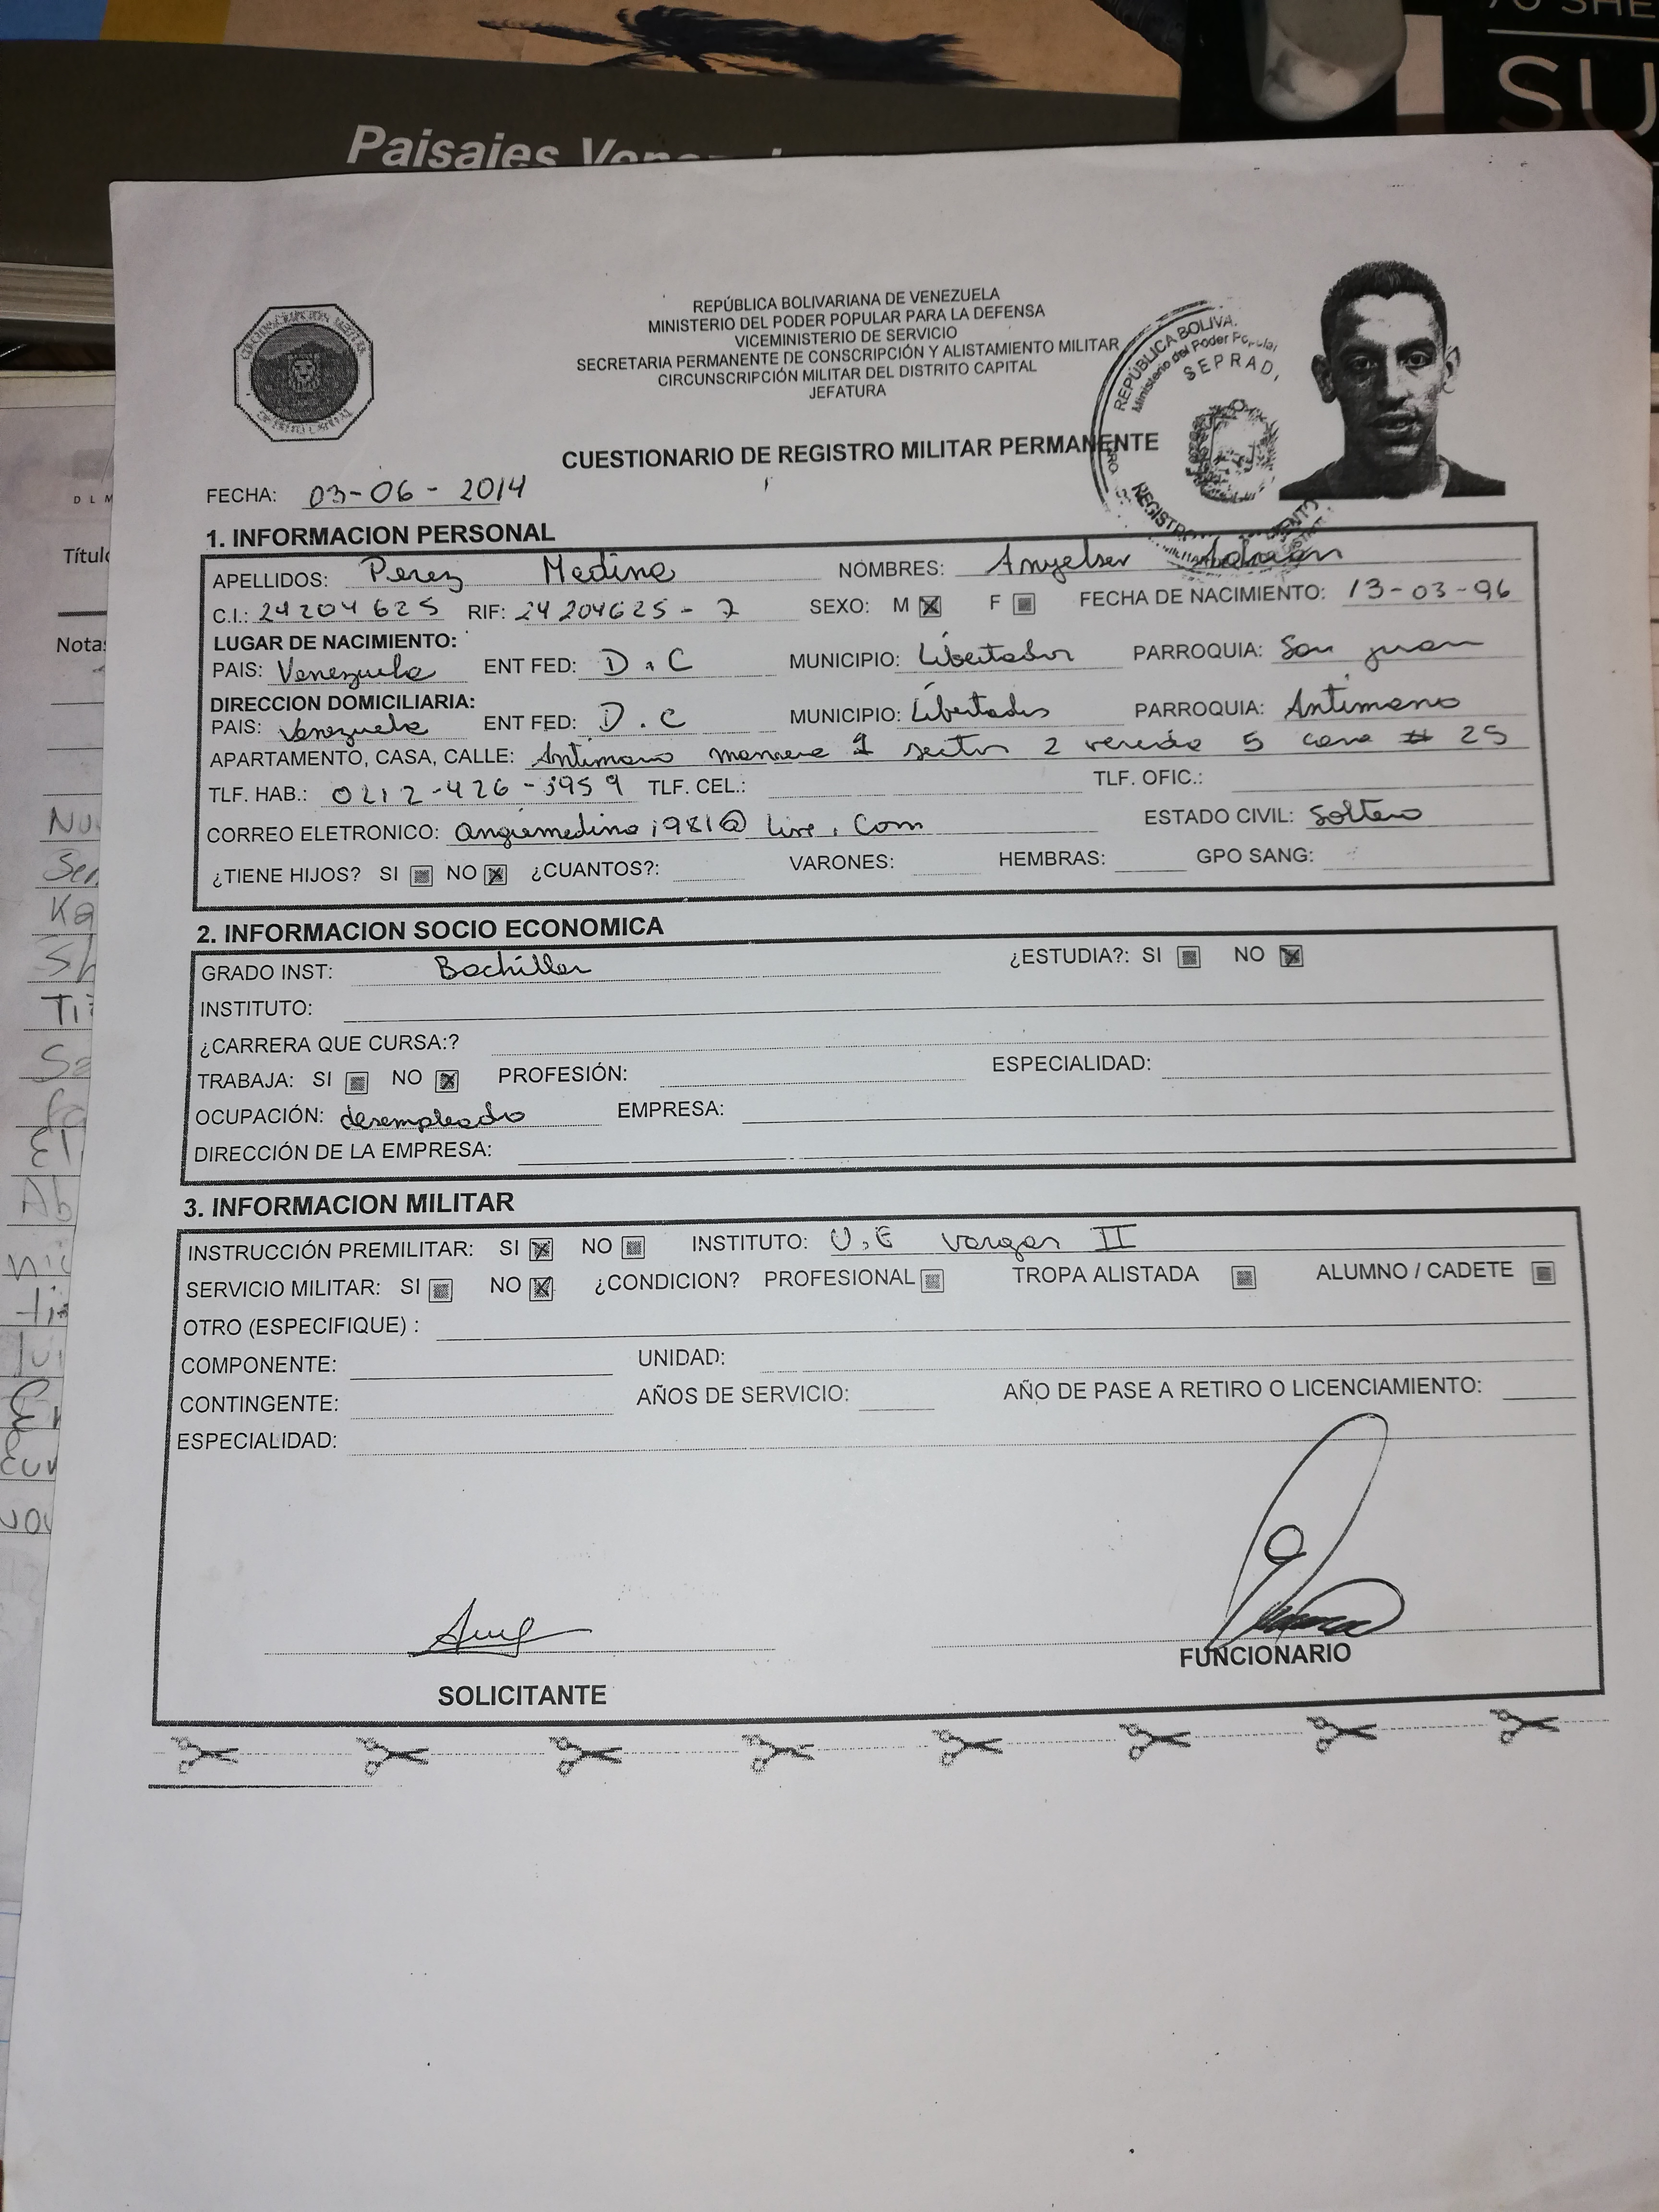 Paisajes
SU
REPÚBLICA BOLIVARIANA DE VENEZUELA
MINISTERIO DEL PODER POPULAR PARA LA DEFENSA
VICEMINISTERIO DE SERVICIO
SECRETARIA PERMANENTE DE CONSCRIPCIÓN Y ALISTAMIENTO MILITAR
CIRCUNSCRIPCIÓN MILITAR DEL DISTRITO CAPITAL
JEFATURA
REPÚBLICA BOLIVA
Ministerio del Poder Popular
SEPRAD
CUESTIONARIO DE REGISTRO MILITAR PERMANENTE
FECHA: 03-06-2014
1. INFORMACION PERSONAL
APELLIDOS: Perez Medina NOMBRES: Anyelser Adrian
C.I.: 24204625 RIF: 24204625-7 SEXO: M F FECHA DE NACIMIENTO: 13-03-96
LUGAR DE NACIMIENTO:
PAIS: Venezuela ENT FED: D.C MUNICIPIO: Libertador PARROQUIA: San Juan
DIRECCION DOMICILIARIA:
PAIS: Venezuela ENT FED: D.C MUNICIPIO: Libertador PARROQUIA: Antimano
APARTAMENTO, CASA, CALLE: Antimano 1 sector 2 vereda 5 casa # 25
TLF. HAB.: 0212-426-3959 TLF. CEL.: TLF. OFIC.:
CORREO ELETRONICO: angiemedina1981@live.com ESTADO CIVIL: Soltero
¿TIENE HIJOS? SI NO ¿CUANTOS?: VARONES: HEMBRAS: GPO SANG:
2. INFORMACION SOCIO ECONOMICA
GRADO INST: Bachiller ¿ESTUDIA?: SI NO
INSTITUTO:
¿CARRERA QUE CURSA:?
TRABAJA: SI NO PROFESIÓN: ESPECIALIDAD:
OCUPACIÓN: desempleado EMPRESA:
DIRECCIÓN DE LA EMPRESA:
3. INFORMACION MILITAR
INSTRUCCIÓN PREMILITAR: SI NO INSTITUTO: U.E Vargas II
SERVICIO MILITAR: SI NO ¿CONDICION? PROFESIONAL TROPA ALISTADA ALUMNO / CADETE
OTRO (ESPECIFIQUE) :
COMPONENTE: UNIDAD:
CONTINGENTE: AÑOS DE SERVICIO: AÑO DE PASE A RETIRO O LICENCIAMIENTO:
ESPECIALIDAD:
SOLICITANTE
FUNCIONARIO